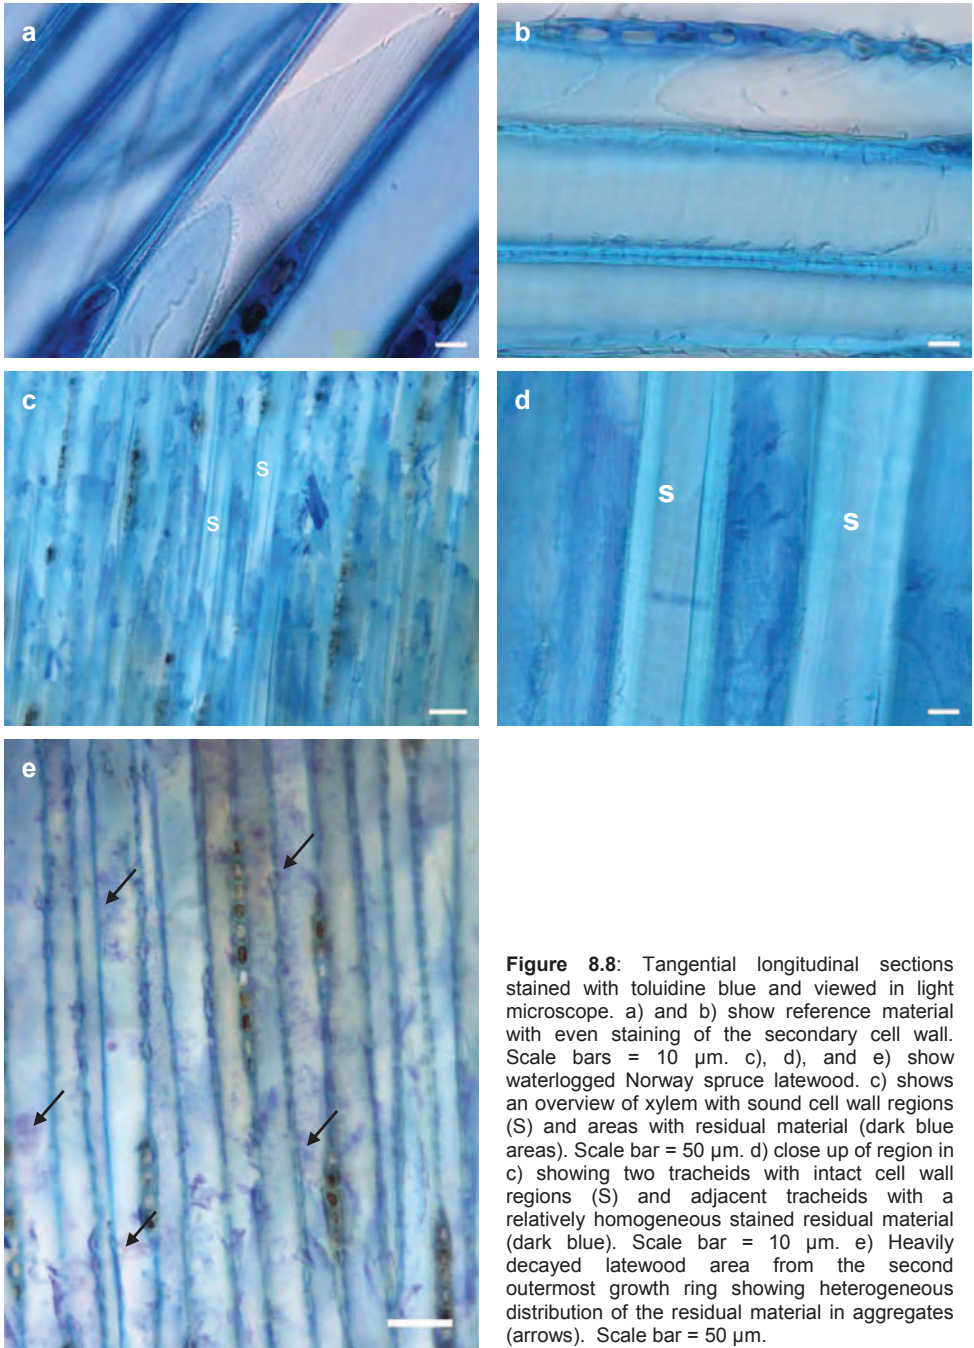 a
b
c
S
S
d
S
S
e
Figure 8.8: Tangential longitudinal sections
stained with toluidine blue and viewed in light
microscope. a) and b) show reference material
with even staining of the secondary cell wall.
Scale bars = 10 µm. c), d), and e) show
waterlogged Norway spruce latewood. c) shows
an overview of xylem with sound cell wall regions
(S) and areas with residual material (dark blue
areas). Scale bar = 50 µm. d) close up of region in
c) showing two tracheids with intact cell wall
regions (S) and adjacent tracheids with a
relatively homogeneous stained residual material
(dark blue). Scale bar = 10 µm. e) Heavily
decayed latewood area from the second
outermost growth ring showing heterogeneous
distribution of the residual material in aggregates
(arrows). Scale bar = 50 µm.